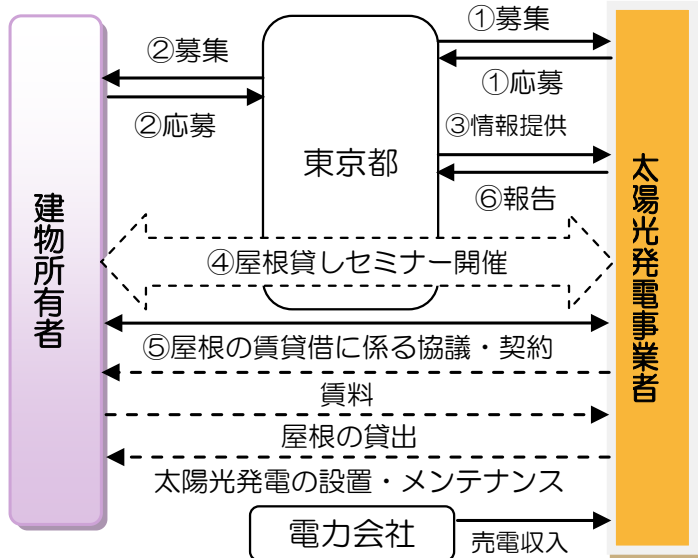 ①募集
②募集
①応募
②応募
③情報提供
東京都
⑥報告
建物所有者
太陽光発電事業者
④屋根貸しセミナー開催
⑤屋根の賃貸借に係る協議・契約
賃料
屋根の貸出
太陽光発電の設置・メンテナンス
電力会社
売電収入